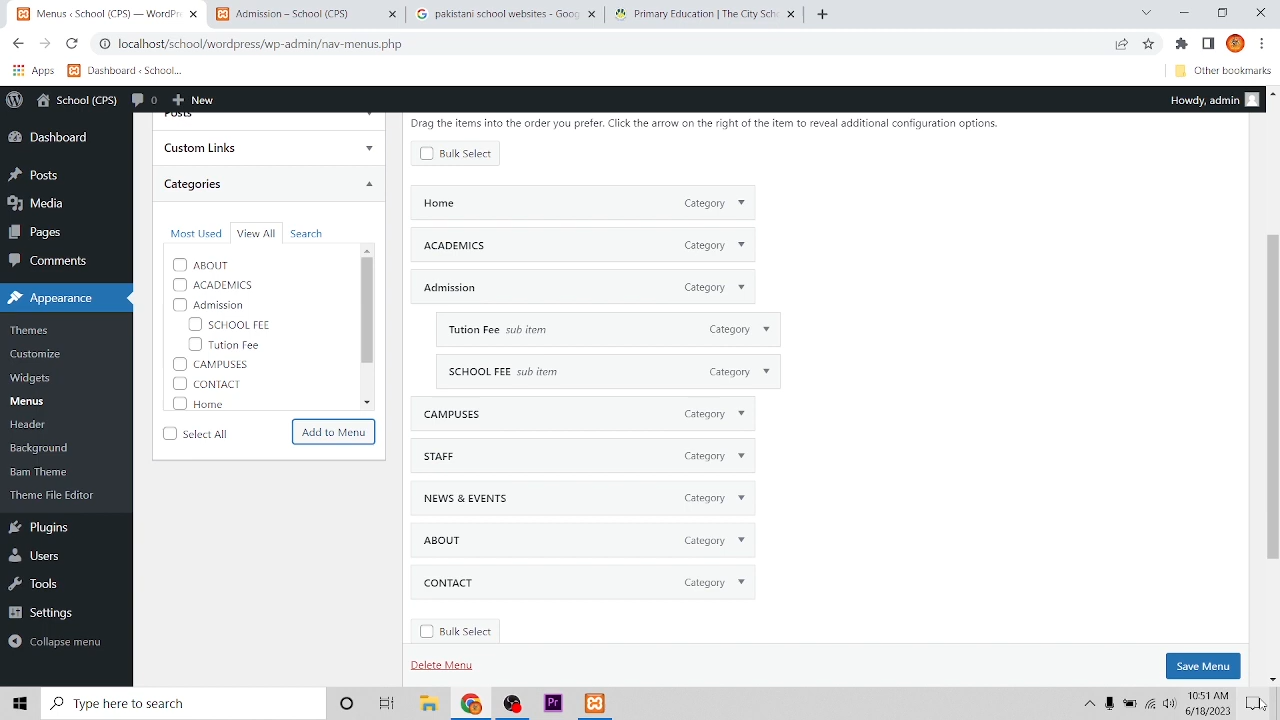 Menus ‹ School (CPS) — WordPr
Admission – School (CPS)
pakistani school websites - Goog
Primary Education | The City Scho
localhost/school/wordpress/wp-admin/nav-menus.php
Apps
Dashboard ‹ School...
Other bookmarks
School (CPS)
0
New
Howdy, admin
Dashboard
Posts
Media
Pages
Comments
Appearance
Themes
Customize
Widgets
Menus
Header
Background
Bam Theme
Theme File Editor
Plugins
Users
Tools
Settings
Collapse menu
Posts
Custom Links
Categories
Most Used
View All
Search
ABOUT
ACADEMICS
Admission
SCHOOL FEE
Tution Fee
CAMPUSES
CONTACT
Home
Select All
Add to Menu
Drag the items into the order you prefer. Click the arrow on the right of the item to reveal additional configuration options.
Bulk Select
Home Category
ACADEMICS Category
Admission Category
Tution Fee sub item Category
SCHOOL FEE sub item Category
CAMPUSES Category
STAFF Category
NEWS & EVENTS Category
ABOUT Category
CONTACT Category
Bulk Select
Delete Menu
Save Menu
Type here to search
Pr
10:51 AM
6/18/2023